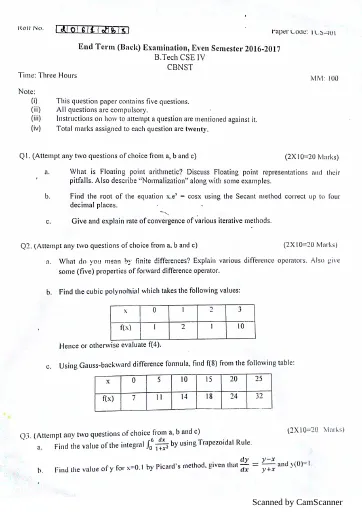 Roll No.
Paper Code: TCS-401
End Term (Back) Examination, Even Semester 2016-2017
B.Tech CSE IV
CBNST
Time: Three Hours
MM: 100
Note:
(i) This question paper contains five questions.
(ii) All questions are compulsory.
(iii) Instructions on how to attempt a question are mentioned against it.
(iv) Total marks assigned to each question are twenty.
Q1. (Attempt any two questions of choice from a, b and c) (2X10=20 Marks)
a. What is Floating point arithmetic? Discuss Floating point representations and their
pitfalls. Also describe "Normalization" along with some examples.
b. Find the root of the equation x.eˣ = cosx using the Secant method correct up to four
decimal places.
c. Give and explain rate of convergence of various iterative methods.
Q2. (Attempt any two questions of choice from a, b and c) (2X10=20 Marks)
a. What do you mean by finite differences? Explain various difference operators. Also give
some (five) properties of forward difference operator.
b. Find the cubic polynomial which takes the following values:
x 0 1 2 3
f(x) 1 2 1 10
Hence or otherwise evaluate f(4).
c. Using Gauss-backward difference formula, find f(8) from the following table:
x 0 5 10 15 20 25
f(x) 7 11 14 18 24 32
Q3. (Attempt any two questions of choice from a, b and c) (2X10=20 Marks)
a. Find the value of the integral ∫₀⁶ dx/(1+x²) by using Trapezoidal Rule.
b. Find the value of y for x=0.1 by Picard's method, given that dy/dx = (y−x)/(y+x) and y(0)=1.
Scanned by CamScanner